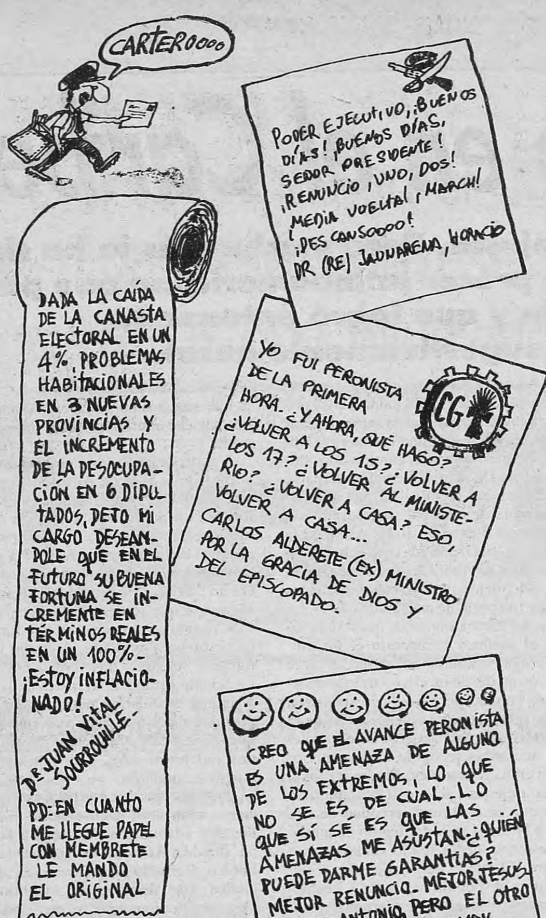 CARTEROooo
PODER EJECUTIVO, ¡BUENOS
DÍAS! ¡BUENOS DÍAS,
SEÑOR PRESIDENTE!
¡RENUNCIO, UNO, DOS!
¡MEDIA VUELTA!, ¡MARCH!
¡DESCANSOOOO!
DR (RE) JAUNARENA, HORACIO
DADA LA CAÍDA
DE LA CANASTA
ELECTORAL EN UN
4%, PROBLEMAS
HABITACIONALES
EN 3 NUEVAS
PROVINCIAS Y
EL INCREMENTO
DE LA DESOCUPA-
CIÓN EN 6 DIPU
TADOS, DEJO MI
CARGO DESEAN-
DOLE QUE EN EL
FUTURO SU BUENA
FORTUNA SE IN-
CREMENTE EN
TÉRMINOS REALES
EN UN 100%-
¡ESTOY INFLACIO-
NADO!
DE JUAN VITAL
SOURROUILLE-
PD: EN CUANTO
ME LLEGUE PAPEL
CON MEMBRETE
LE MANDO
EL ORIGINAL
CGT
YO FUI PERONISTA
DE LA PRIMERA
HORA. ¿Y AHORA, QUÉ HAGO?
¿VOLVER A LOS 15? ¿VOLVER A
LOS 17? ¿VOLVER AL MINISTE-
RIO? ¿VOLVER A CASA? ESO,
VOLVER A CASA...
CARLOS ALDERETE (EX) MINISTRO
POR LA GRACIA DE DIOS Y
DEL EPISCOPADO.
CREO QUE EL AVANCE PERONISTA
ES UNA AMENAZA DE ALGUNO
DE LOS EXTREMOS. LO QUE
NO SE ES DE CUAL. LO
QUE SÍ SÉ ES QUE LAS
AMENAZAS ME ASUSTAN. ¿QUIÉN
PUEDE DARME GARANTÍAS?
MEJOR RENUNCIO. MEJOR JESUS.
ANTONIO, PERO EL OTRO